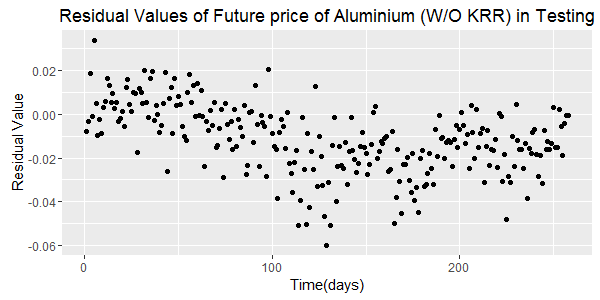 Residual Values of Future price of Aluminium (W/O KRR) in Testing
Residual Value
0.02
0.00
-0.02
-0.04
-0.06
0 100 200
Time(days)